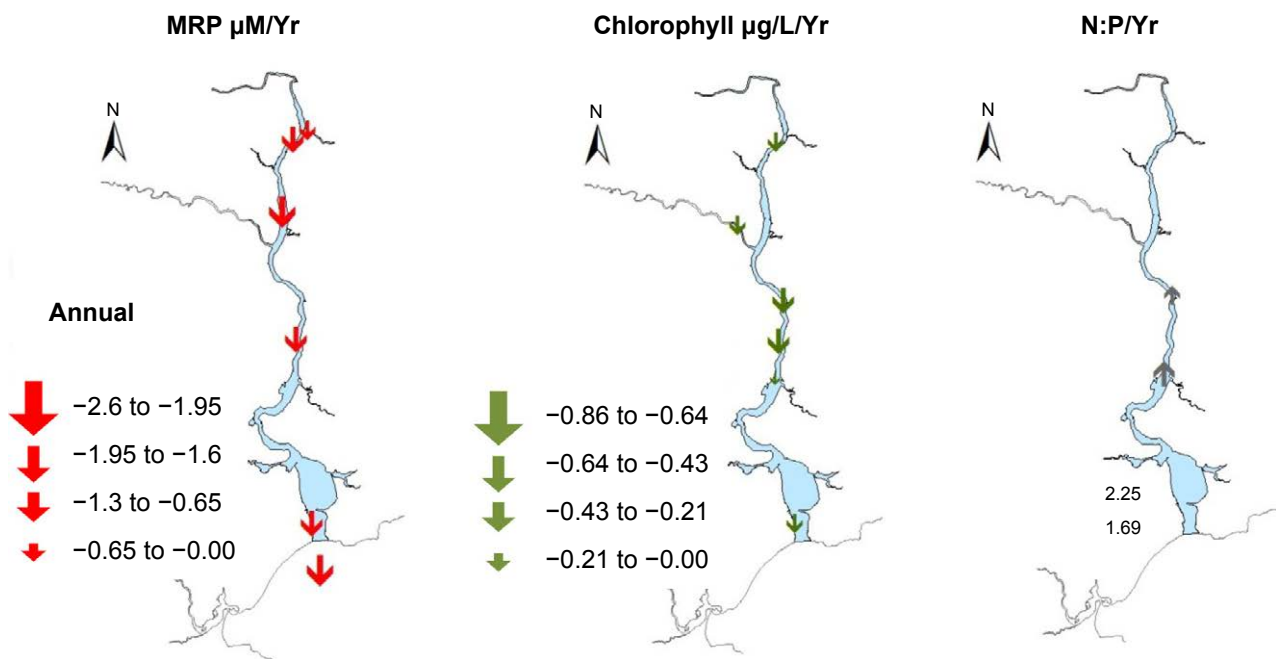 MRP µM/Yr
Chlorophyll µg/L/Yr
N:P/Yr
N
N
N
Annual
−2.6 to −1.95
−1.95 to −1.6
−1.3 to −0.65
−0.65 to −0.00
−0.86 to −0.64
−0.64 to −0.43
−0.43 to −0.21
−0.21 to −0.00
2.25
1.69